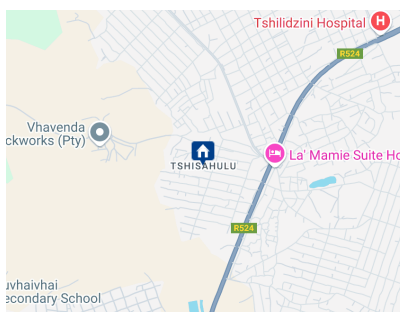 Tshilidzini Hospital
H
R524
Vhavenda
ckworks (Pty)
TSHISAHULU
La' Mamie Suite Ho
R524
uvhaivhai
econdary School